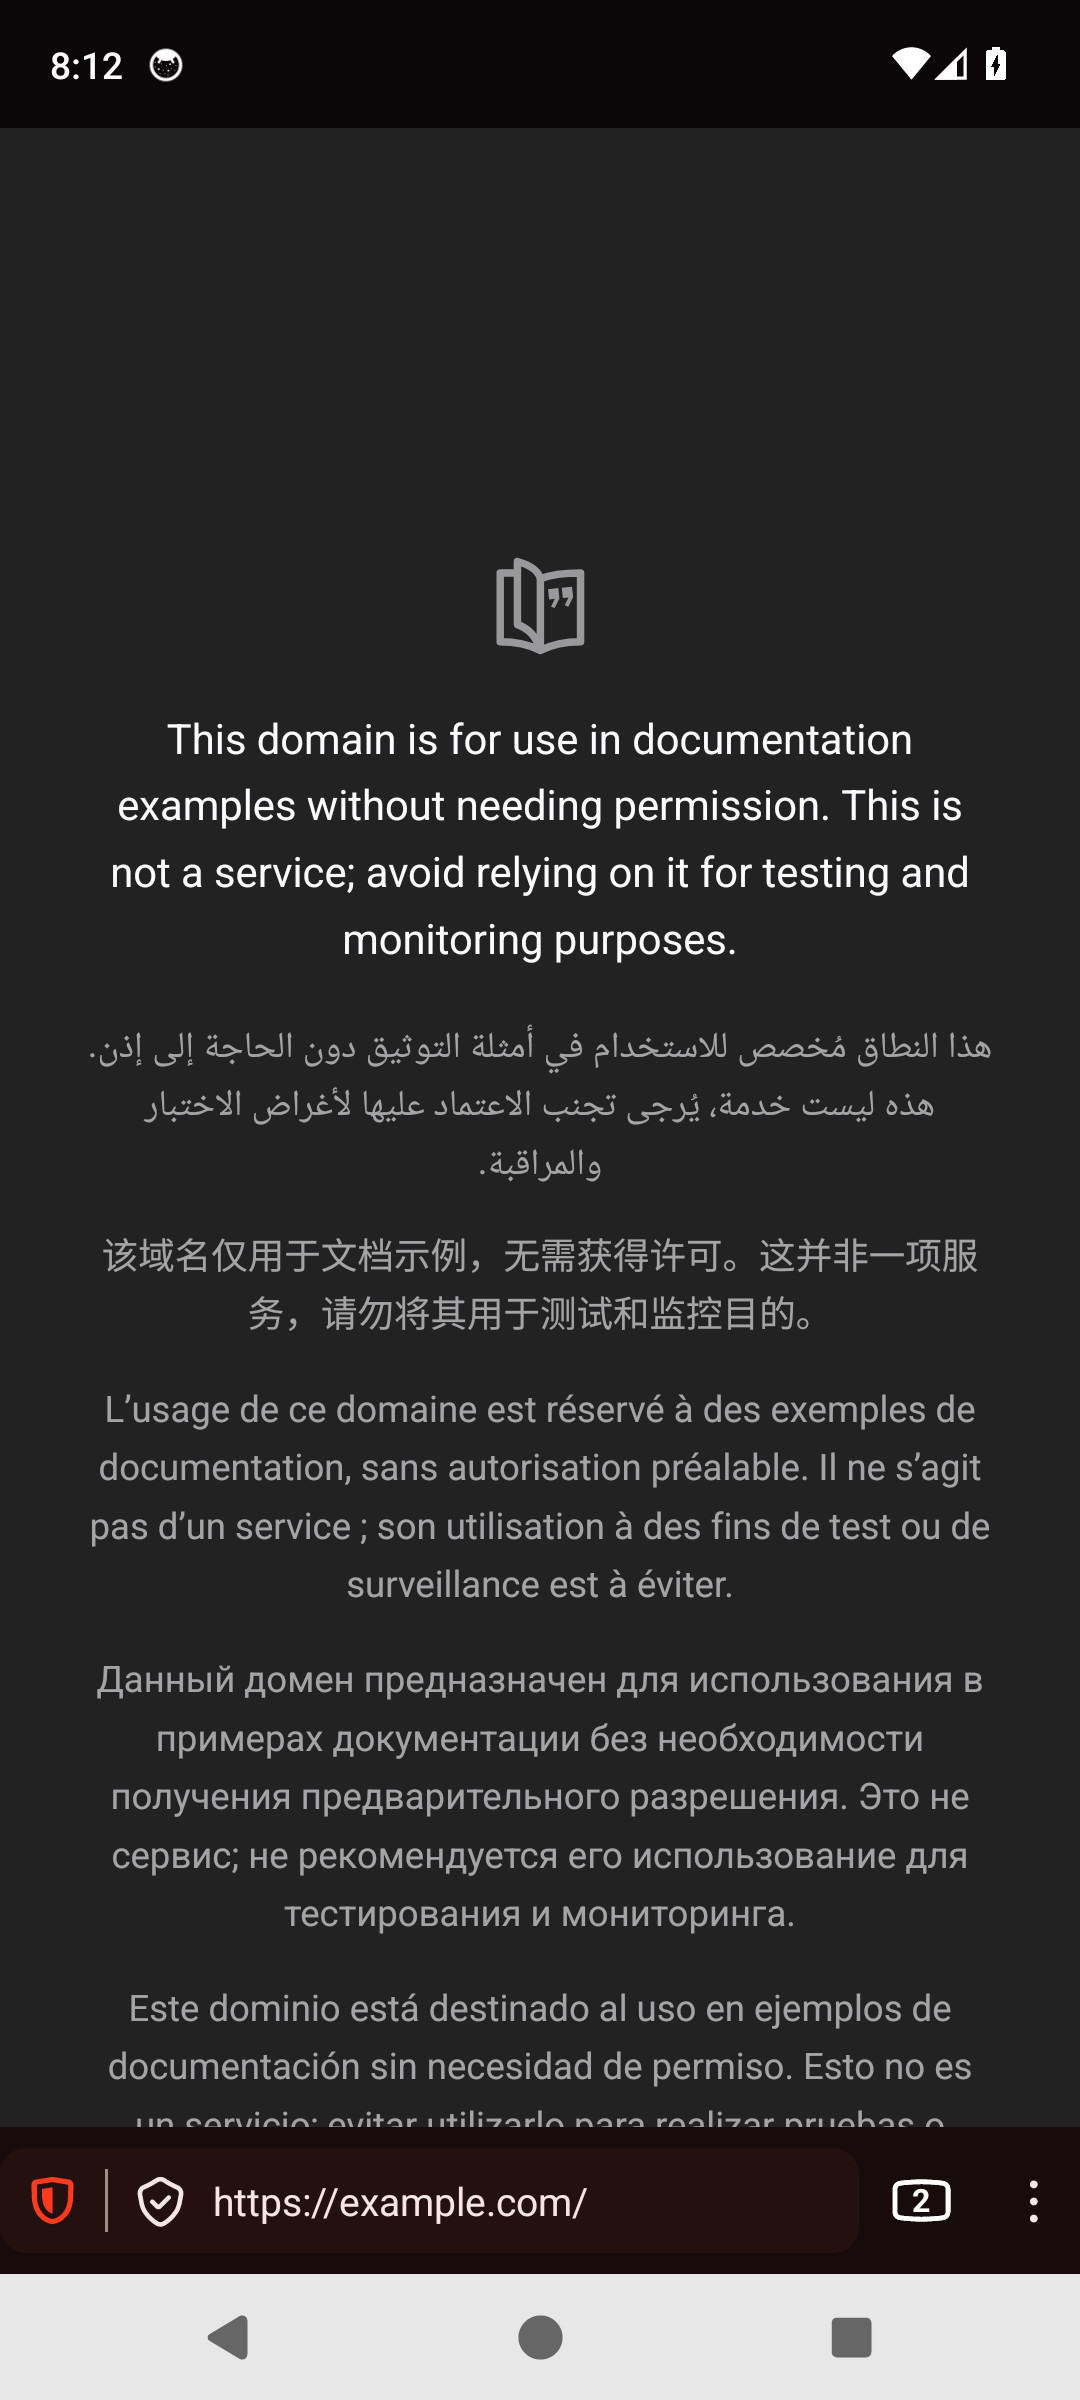 8:12
This domain is for use in documentation
examples without needing permission. This is
not a service; avoid relying on it for testing and
monitoring purposes.
هذا النطاق مُخصص للاستخدام في أمثلة التوثيق دون الحاجة إلى إذن.
هذه ليست خدمة، يُرجى تجنب الاعتماد عليها لأغراض الاختبار
والمراقبة.
该域名仅用于文档示例，无需获得许可。这并非一项服
务，请勿将其用于测试和监控目的。
L’usage de ce domaine est réservé à des exemples de
documentation, sans autorisation préalable. Il ne s’agit
pas d’un service ; son utilisation à des fins de test ou de
surveillance est à éviter.
Данный домен предназначен для использования в
примерах документации без необходимости
получения предварительного разрешения. Это не
сервис; не рекомендуется его использование для
тестирования и мониторинга.
Este dominio está destinado al uso en ejemplos de
documentación sin necesidad de permiso. Esto no es
un servicio; evitar utilizarlo para realizar pruebas o
https://example.com/
2